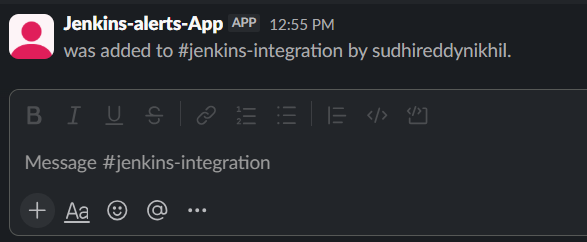 Jenkins-alerts-App APP 12:55 PM
was added to #jenkins-integration by sudhireddynikhil.
B I U S
Message #jenkins-integration
+ Aa @ •••